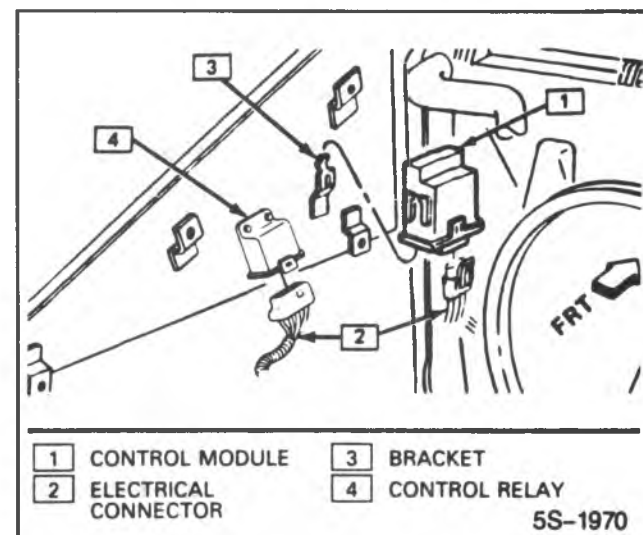 3
1
4
2
FRT
1 CONTROL MODULE
2 ELECTRICAL
CONNECTOR
3 BRACKET
4 CONTROL RELAY
5S-1970